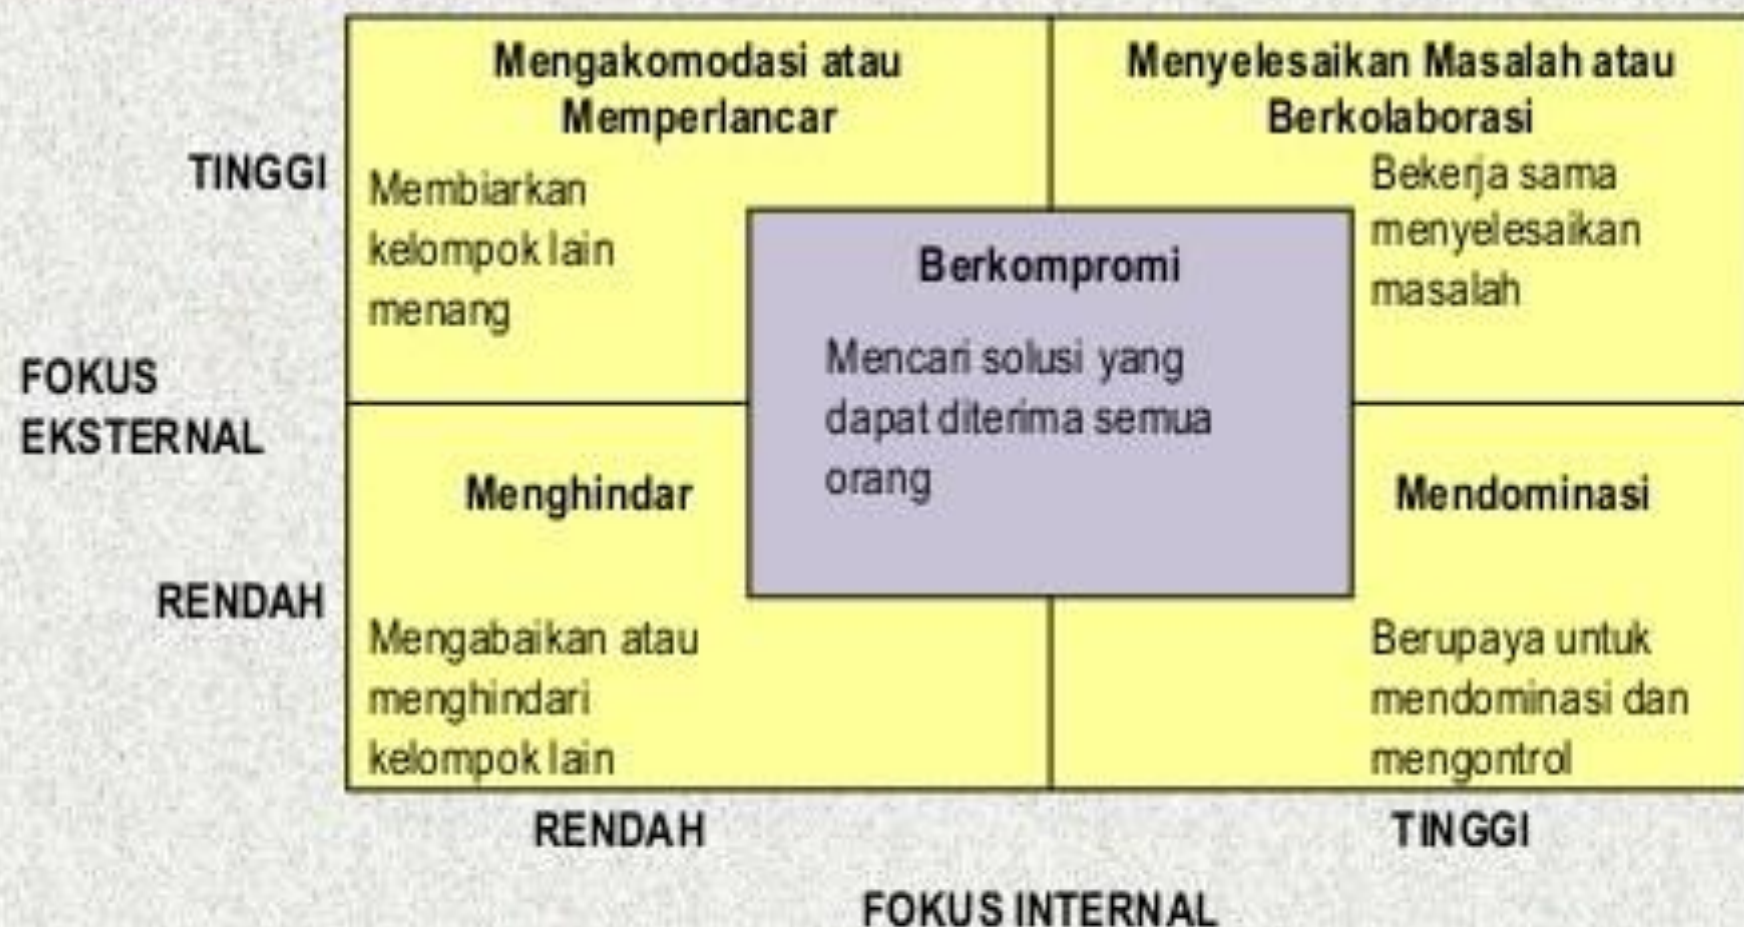 Mengakomodasi atau
Memperlancar
Menyelesaikan Masalah atau
Berkolaborasi
TINGGI
Membiarkan
kelompok lain
menang
Bekerja sama
menyelesaikan
masalah
Berkompromi
Mencari solusi yang
dapat diterima semua
orang
FOKUS
EKSTERNAL
Menghindar
Mendominasi
RENDAH
Mengabaikan atau
menghindari
kelompok lain
Berupaya untuk
mendominasi dan
mengontrol
RENDAH
TINGGI
FOKUS INTERNAL